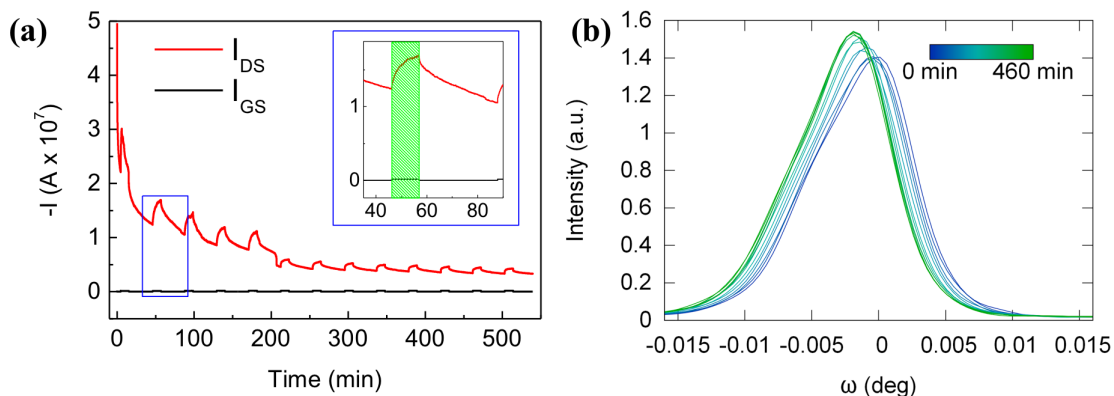 (a)
-I (A x 10⁷)
5
4
3
2
1
0
I_DS
I_GS
1
0
40 60 80
0 100 200 300 400 500
Time (min)
(b)
Intensity (a.u.)
1.6
1.4
1.2
1
0.8
0.6
0.4
0.2
0
0 min 460 min
-0.015 -0.01 -0.005 0 0.005 0.01 0.015
ω (deg)